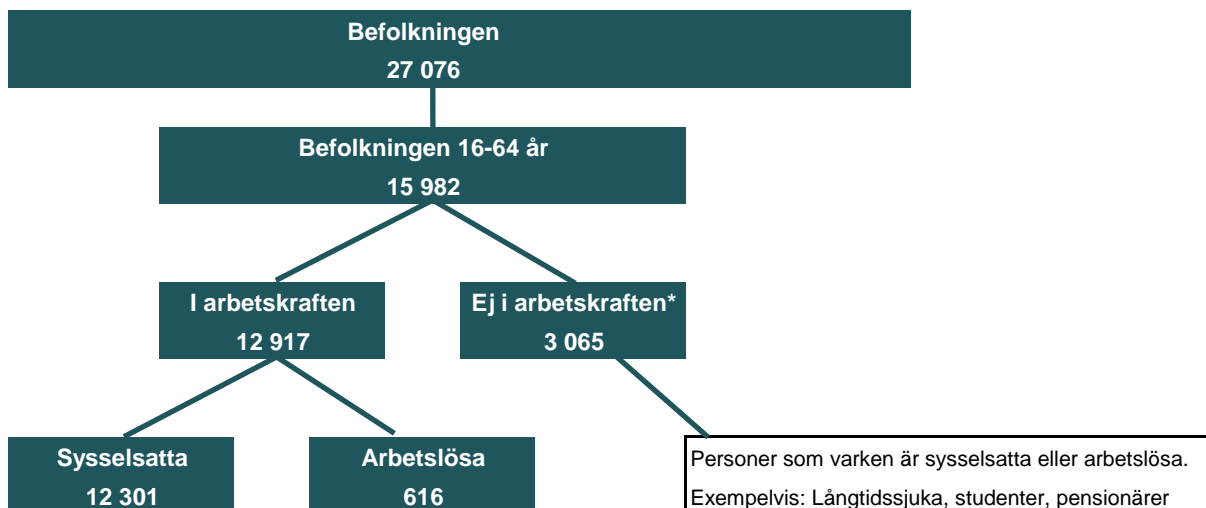 Befolkningen
27 076
Befolkningen 16-64 år
15 982
I arbetskraften
12 917
Ej i arbetskraften*
3 065
Sysselsatta
12 301
Arbetslösa
616
Personer som varken är sysselsatta eller arbetslösa.
Exempelvis: Långtidssjuka, studenter, pensionärer